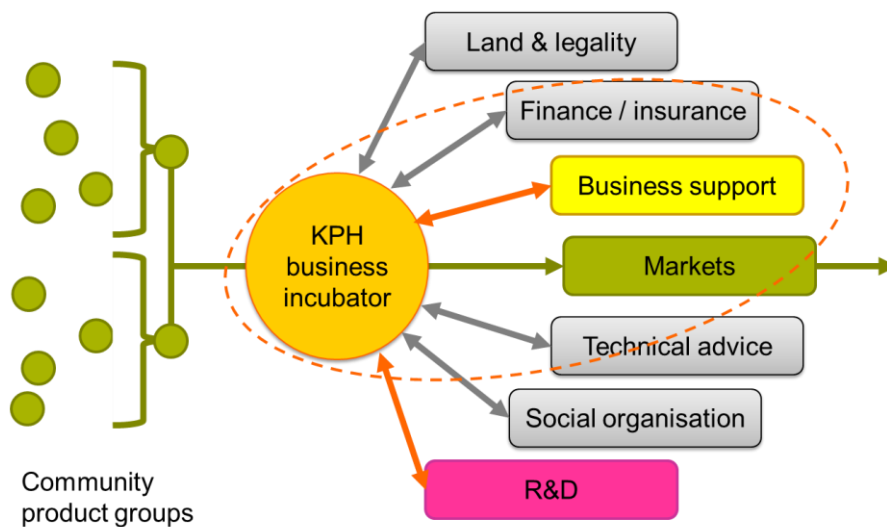 Land & legality
Finance / insurance
Business support
KPH
business
incubator
Markets
Technical advice
Social organisation
R&D
Community
product groups